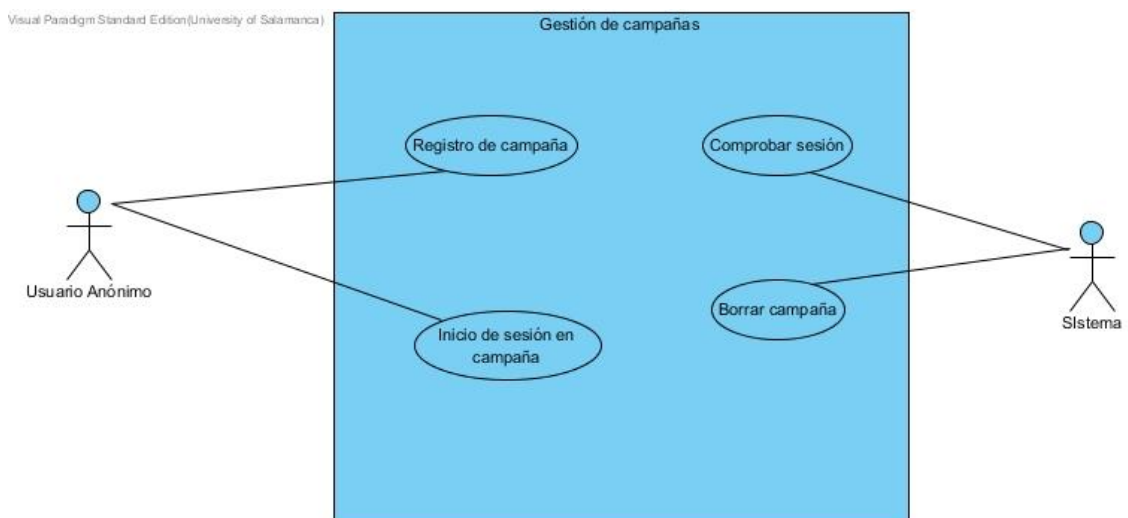 Visual Paradigm Standard Edition(University of Salamanca)
Gestión de campañas
Registro de campaña
Comprobar sesión
Usuario Anónimo
Inicio de sesión en
campaña
Borrar campaña
SIstema